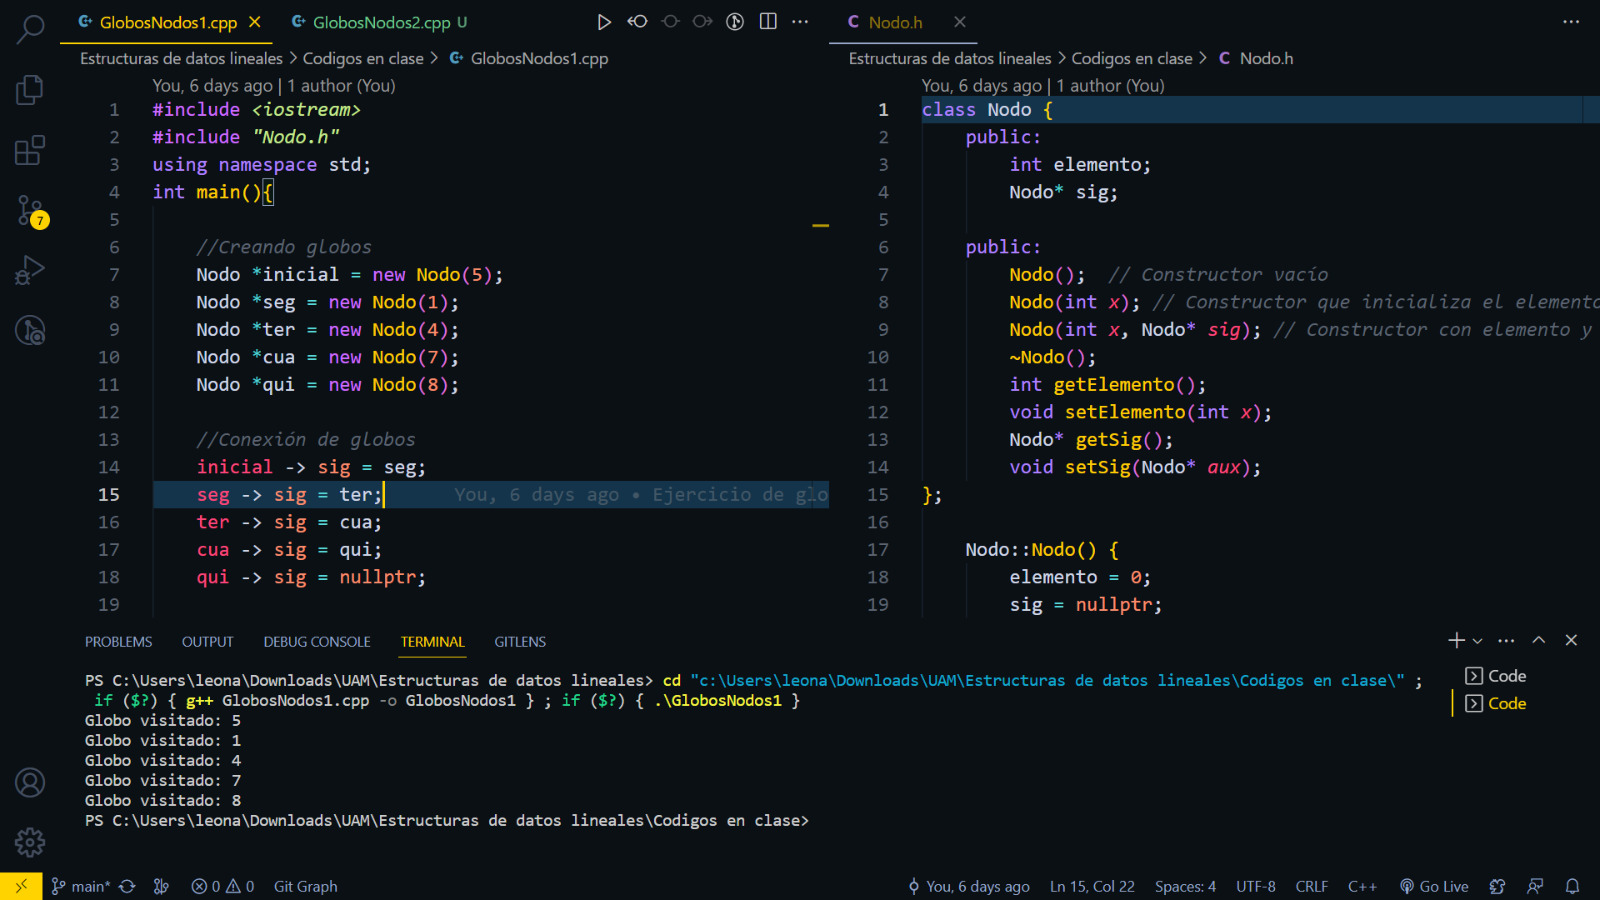 GlobosNodos1.cpp
GlobosNodos2.cpp U
Nodo.h
Estructuras de datos lineales > Codigos en clase > GlobosNodos1.cpp
You, 6 days ago | 1 author (You)
1 #include <iostream>
2 #include "Nodo.h"
3 using namespace std;
4 int main(){
5
6 //Creando globos
7 Nodo *inicial = new Nodo(5);
8 Nodo *seg = new Nodo(1);
9 Nodo *ter = new Nodo(4);
10 Nodo *cua = new Nodo(7);
11 Nodo *qui = new Nodo(8);
12
13 //Conexión de globos
14 inicial -> sig = seg;
15 seg -> sig = ter; You, 6 days ago • Ejercicio de glo
16 ter -> sig = cua;
17 cua -> sig = qui;
18 qui -> sig = nullptr;
19
Estructuras de datos lineales > Codigos en clase > C Nodo.h
You, 6 days ago | 1 author (You)
1 class Nodo {
2 public:
3 int elemento;
4 Nodo* sig;
5
6 public:
7 Nodo(); // Constructor vacío
8 Nodo(int x); // Constructor que inicializa el elemento
9 Nodo(int x, Nodo* sig); // Constructor con elemento y
10 ~Nodo();
11 int getElemento();
12 void setElemento(int x);
13 Nodo* getSig();
14 void setSig(Nodo* aux);
15 };
16
17 Nodo::Nodo() {
18 elemento = 0;
19 sig = nullptr;
7
PROBLEMS OUTPUT DEBUG CONSOLE TERMINAL GITLENS
PS C:\Users\leona\Downloads\UAM\Estructuras de datos lineales> cd "c:\Users\leona\Downloads\UAM\Estructuras de datos lineales\Codigos en clase\" ;
if ($?) { g++ GlobosNodos1.cpp -o GlobosNodos1 } ; if ($?) { .\GlobosNodos1 }
Globo visitado: 5
Globo visitado: 1
Globo visitado: 4
Globo visitado: 7
Globo visitado: 8
PS C:\Users\leona\Downloads\UAM\Estructuras de datos lineales\Codigos en clase>
Code
Code
main* 0 0 Git Graph You, 6 days ago Ln 15, Col 22 Spaces: 4 UTF-8 CRLF C++ Go Live